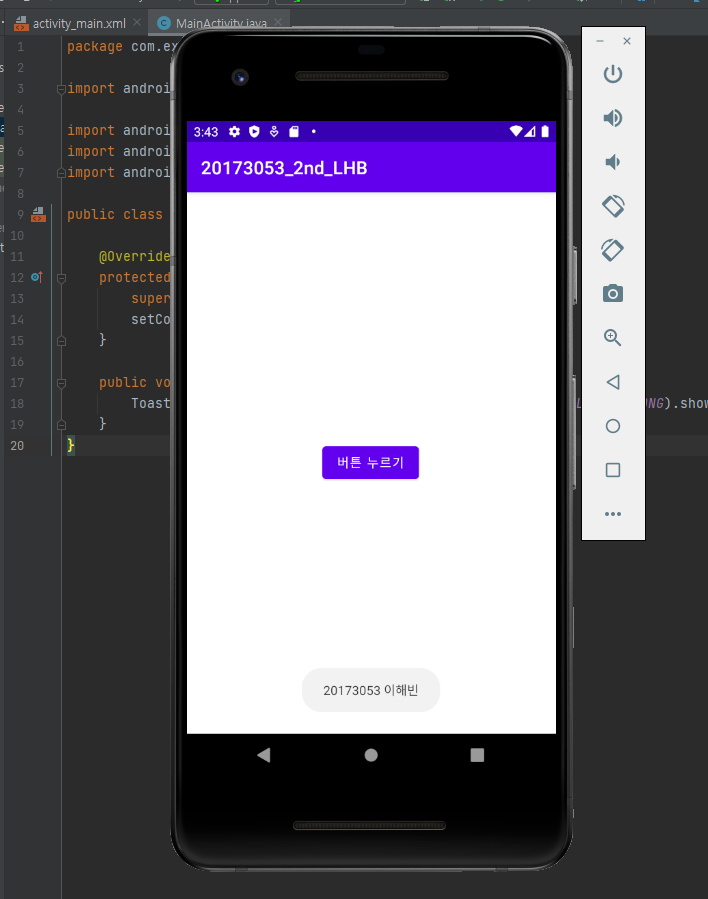 activity_main.xml MainActivity.java
1 package com.ex
2
3 import androi
4
5 import androi
6 import androi
7 import androi
8
9 public class
10
11 @Override
12 protected
13 super
14 setCo
15 }
16
17 public vo
18 Toast ONG).show
19 }
20 }
3:43
20173053_2nd_LHB
버튼 누르기
20173053 이해빈